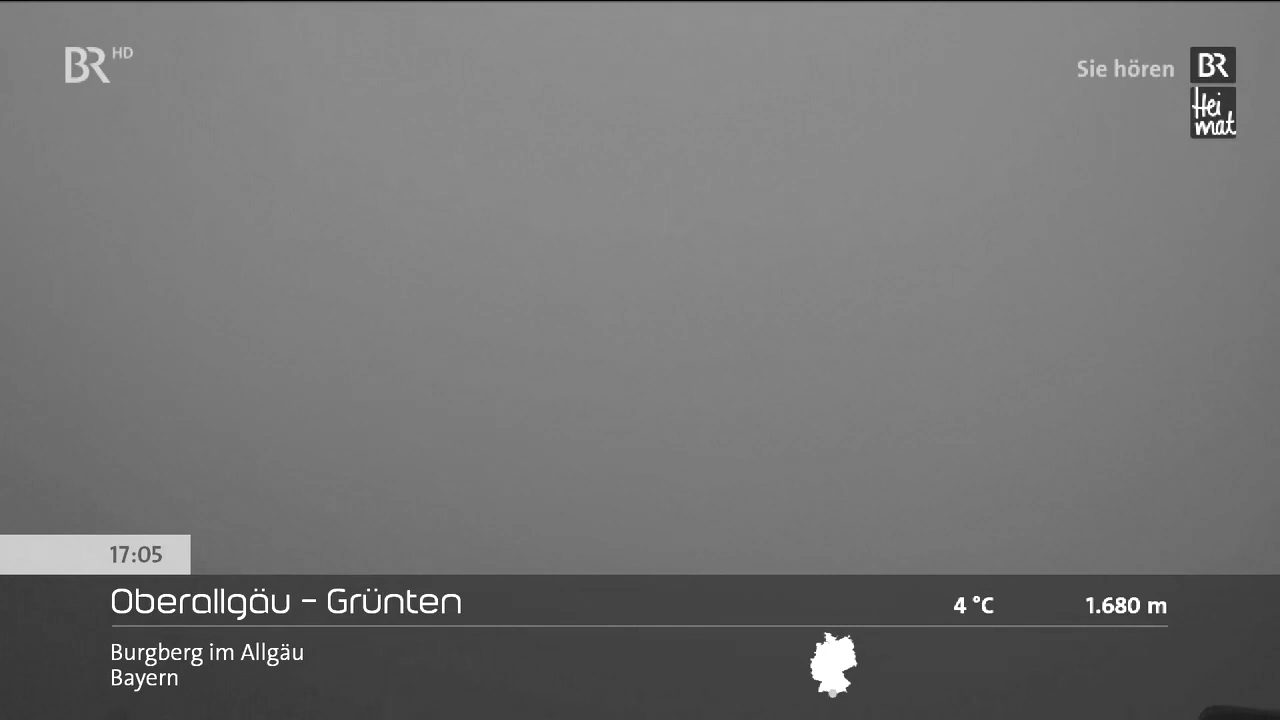 BR HD
Sie hören BR
Hei
mat
17:05
Oberallgäu – Grünten 4 °C 1.680 m
Burgberg im Allgäu
Bayern